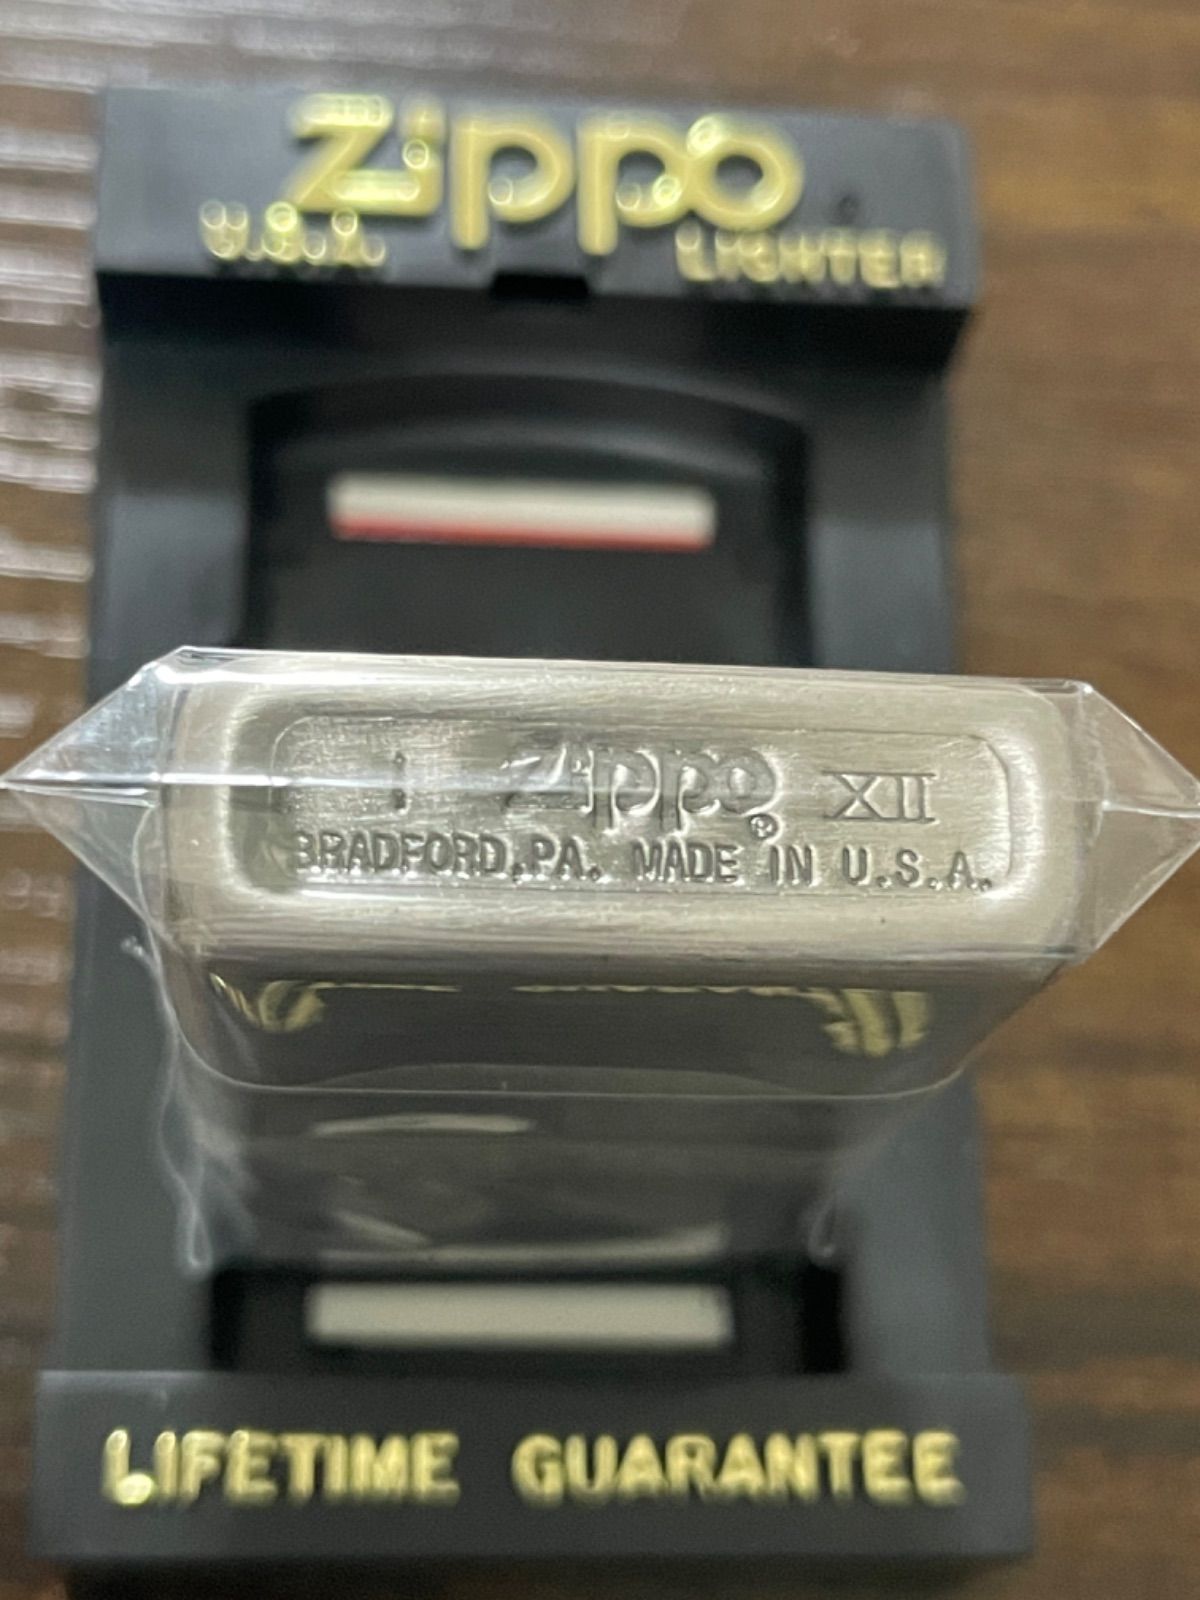 Zippo
U.S.A. LIGHTER
I Zippo® XII
BRADFORD,PA. MADE IN U.S.A.
LIFETIME GUARANTEE